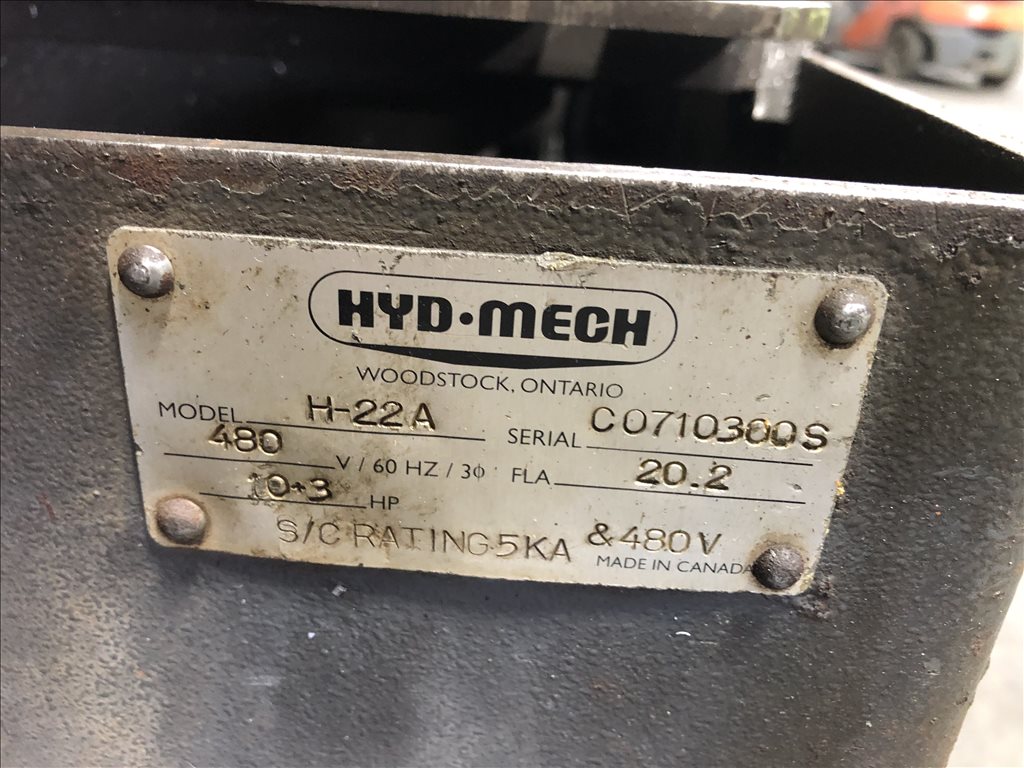 HYD·MECH
WOODSTOCK, ONTARIO
MODEL H-22A SERIAL C0710300S
480 V / 60 HZ / 3φ FLA 20.2
10+3 HP
S/C RATING 5KA &480V
MADE IN CANADA